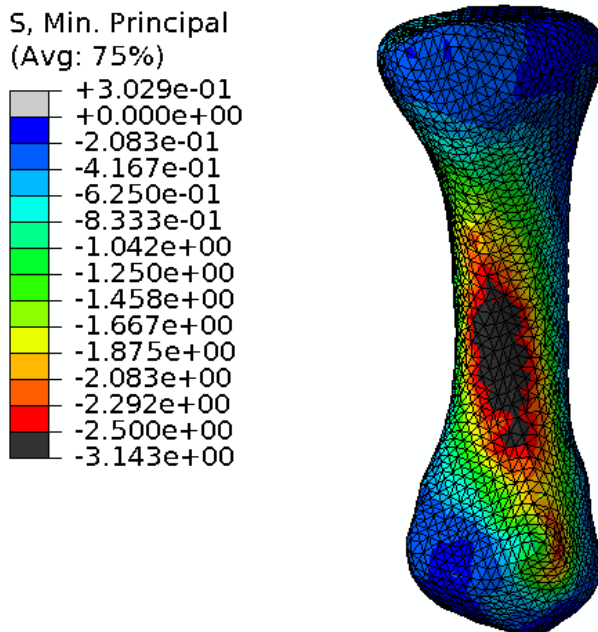 S, Min. Principal
(Avg: 75%)
+3.029e-01
+0.000e+00
-2.083e-01
-4.167e-01
-6.250e-01
-8.333e-01
-1.042e+00
-1.250e+00
-1.458e+00
-1.667e+00
-1.875e+00
-2.083e+00
-2.292e+00
-2.500e+00
-3.143e+00